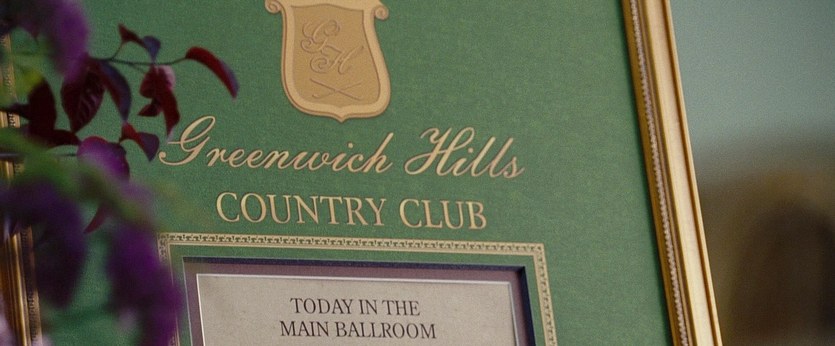 GH
Greenwich Hills
COUNTRY CLUB
TODAY IN THE
MAIN BALLROOM